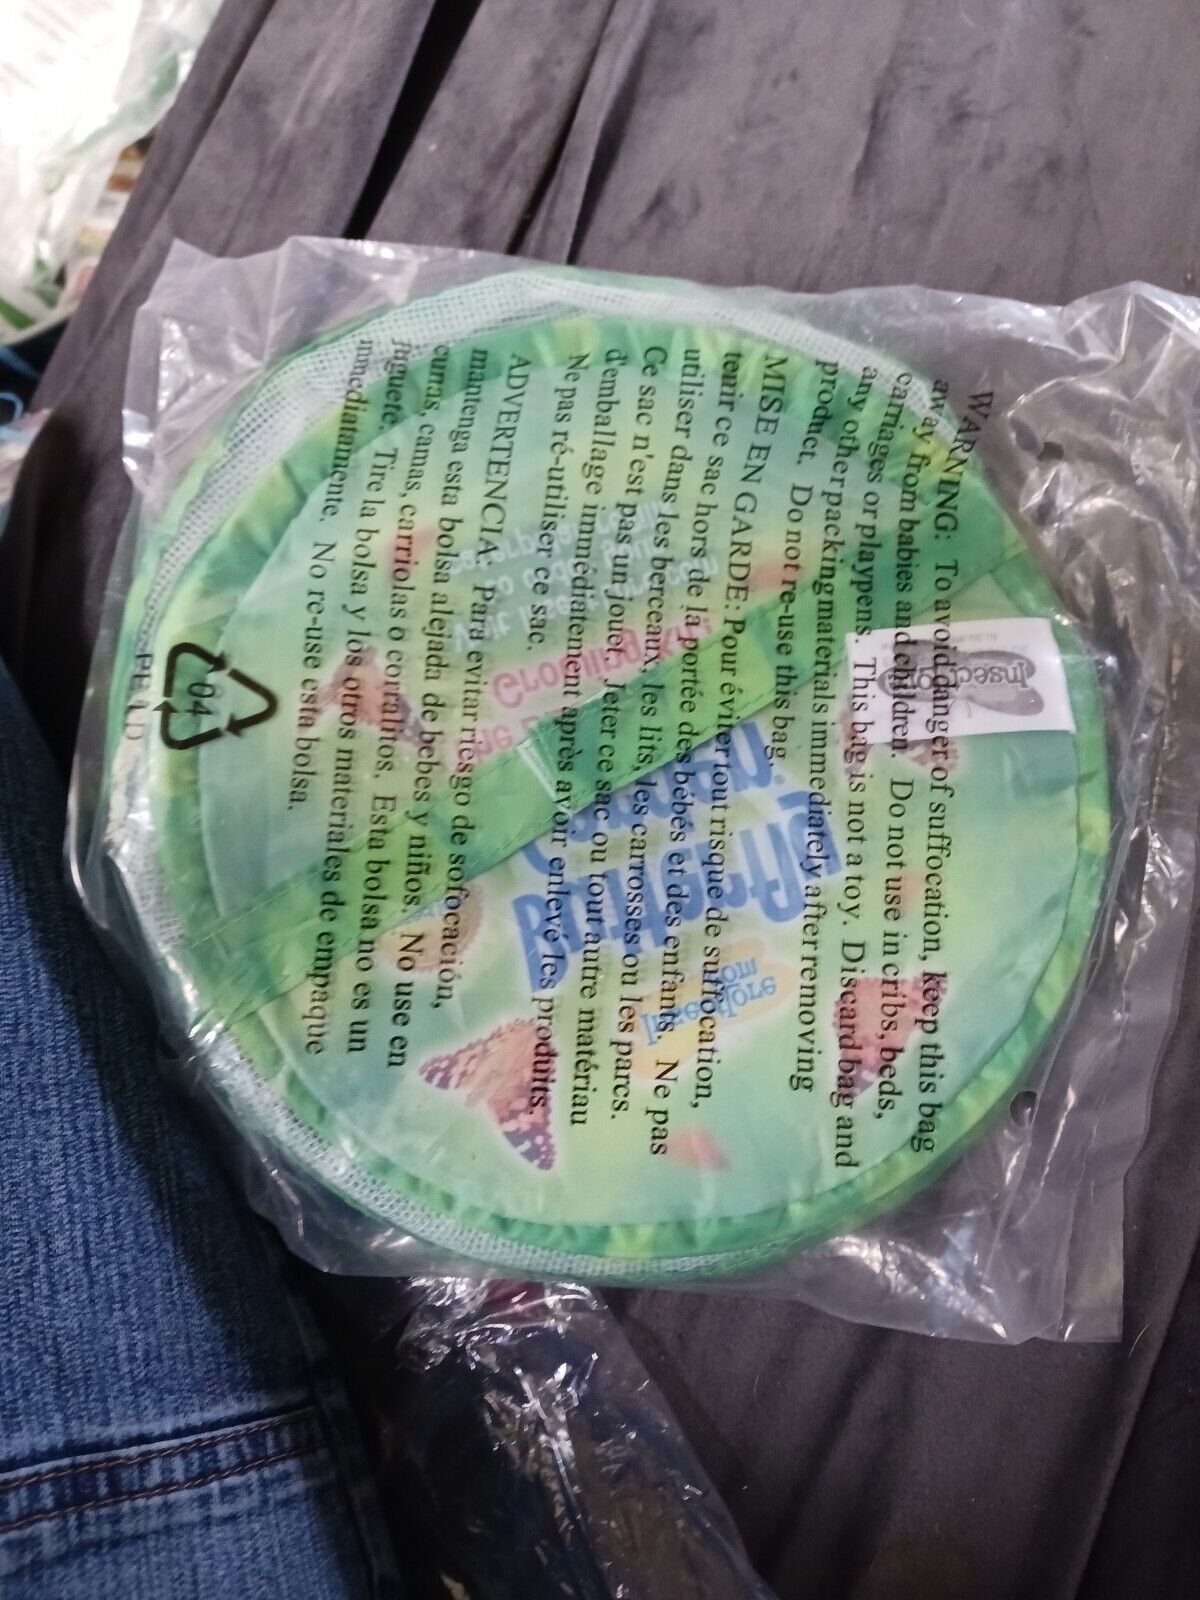 WARNING: To avoid danger of suffocation, keep this bag
away from babies and children. Do not use in cribs, beds,
carriages or playpens. This bag is not a toy. Discard bag and
any other packing materials immediately after removing
product. Do not re-use this bag.
MISE EN GARDE: Pour éviter tout risque de suffocation,
tenir ce sac hors de la portée des bébés et des enfants. Ne pas
utiliser dans les berceaux, les lits, les carrosses ou les parcs.
Ce sac n'est pas un jouet. Jeter ce sac ou tout autre matériau
d'emballage immédiatement après avoir enlevé les produits.
Ne pas ré-utiliser ce sac.
ADVERTENCIA: Para evitar riesgo de sofocación,
mantenga esta bolsa alejada de bebes y niños. No use en
cunas, camas, carriolas o corralitos. Esta bolsa no es un
juguete. Tire la bolsa y los otros materiales de empaque
inmediatamente. No re-use esta bolsa.
04
Insect Lore
Butterfly
Garden
Growing Kit